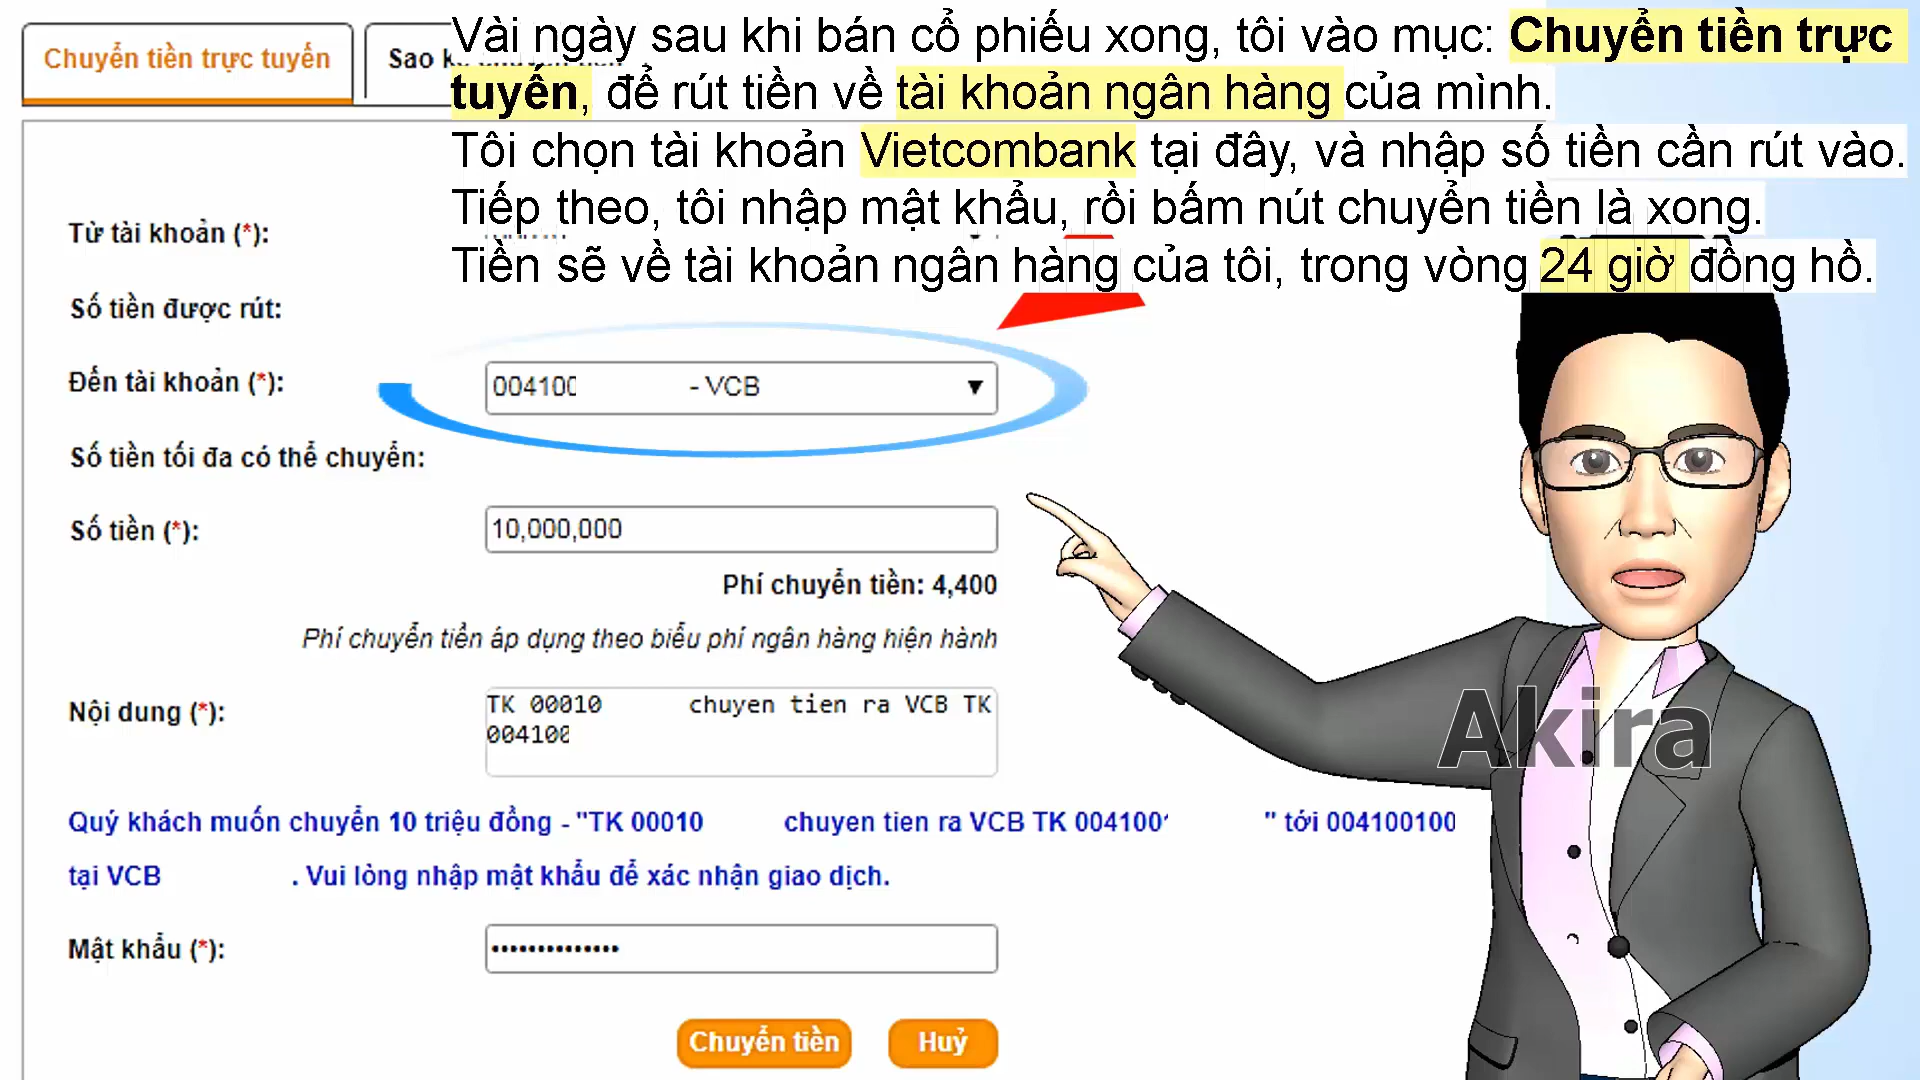 Vài ngày sau khi bán cổ phiếu xong, tôi vào mục: Chuyển tiền trực
tuyến, để rút tiền về tài khoản ngân hàng của mình.
Tôi chọn tài khoản Vietcombank tại đây, và nhập số tiền cần rút vào.
Tiếp theo, tôi nhập mật khẩu, rồi bấm nút chuyển tiền là xong.
Tiền sẽ về tài khoản ngân hàng của tôi, trong vòng 24 giờ đồng hồ.
Chuyển tiền trực tuyến
Sao
Từ tài khoản (*):
Số tiền được rút:
Đến tài khoản (*): 004100 - VCB
Số tiền tối đa có thể chuyển:
Số tiền (*): 10,000,000
Phí chuyển tiền: 4,400
Phí chuyển tiền áp dụng theo biểu phí ngân hàng hiện hành
Nội dung (*): TK 00010 chuyen tien ra VCB TK
004100
Quý khách muốn chuyển 10 triệu đồng - "TK 00010 chuyen tien ra VCB TK 004100 " tới 004100100
tại VCB . Vui lòng nhập mật khẩu để xác nhận giao dịch.
Mật khẩu (*): ••••••••••••••
Chuyển tiền Huỷ
Akira